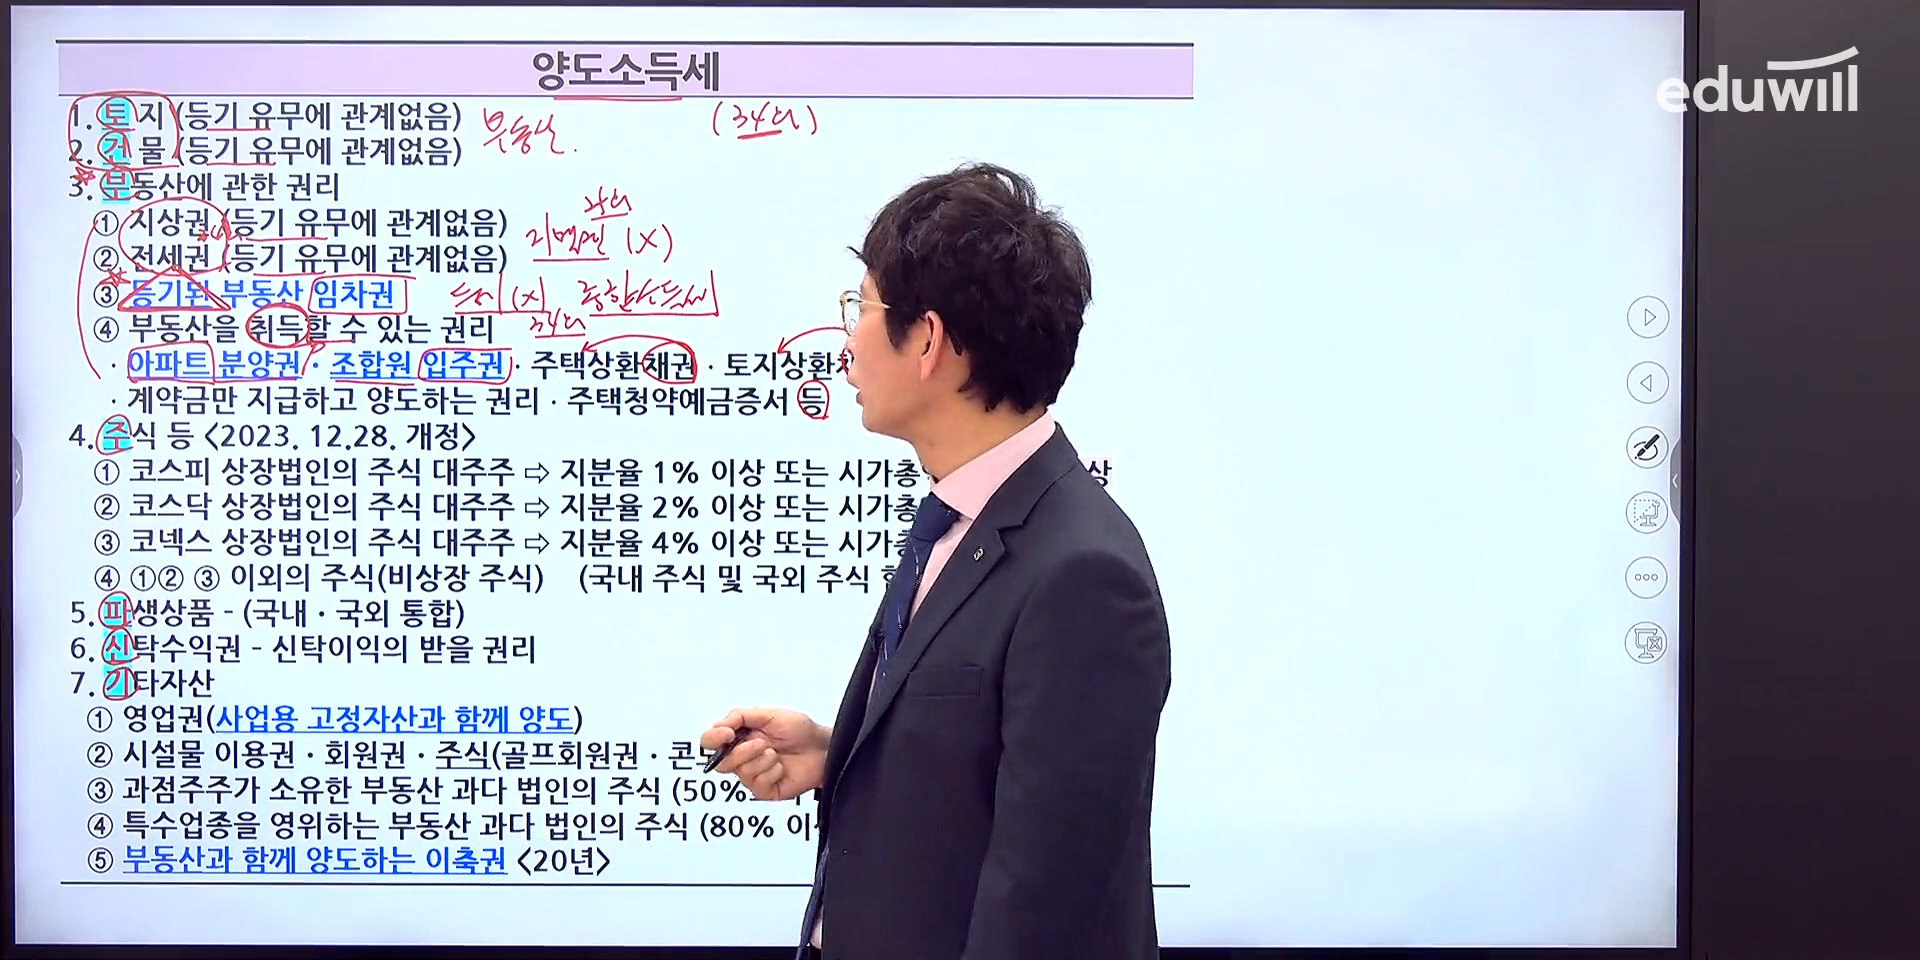 양도소득세
eduwill
1. 토지 (등기 유무에 관계없음) 부동산. (34회)
2. 건물 (등기 유무에 관계없음)
3. 부동산에 관한 권리
① 지상권 (등기 유무에 관계없음)
지역권 (X)
② 전세권 (등기 유무에 관계없음)
③ 등기된 부동산 임차권 등기 (X) 종합소득세
④ 부동산을 취득할 수 있는 권리 34회
· 아파트 분양권 · 조합원 입주권 · 주택상환채권 · 토지상환
· 계약금만 지급하고 양도하는 권리 · 주택청약예금증서 등
4. 주식 등 <2023. 12.28. 개정>
① 코스피 상장법인의 주식 대주주 ⇨ 지분율 1% 이상 또는 시가총 상
② 코스닥 상장법인의 주식 대주주 ⇨ 지분율 2% 이상 또는 시가총
③ 코넥스 상장법인의 주식 대주주 ⇨ 지분율 4% 이상 또는 시가총
④ ①② ③ 이외의 주식(비상장 주식) (국내 주식 및 국외 주식
5. 파생상품 - (국내 · 국외 통합)
6. 신탁수익권 - 신탁이익의 받을 권리
7. 기타자산
① 영업권(사업용 고정자산과 함께 양도)
② 시설물 이용권 · 회원권 · 주식(골프회원권 · 콘도
③ 과점주주가 소유한 부동산 과다 법인의 주식 (50%
④ 특수업종을 영위하는 부동산 과다 법인의 주식 (80% 이
⑤ 부동산과 함께 양도하는 이축권 <20년>